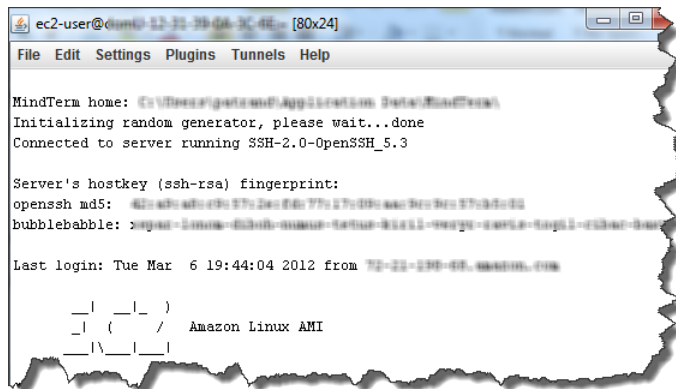 ec2-user@ [80x24]
File Edit Settings Plugins Tunnels Help
MindTerm home:
Initializing random generator, please wait...done
Connected to server running SSH-2.0-OpenSSH_5.3
Server's hostkey (ssh-rsa) fingerprint:
openssh md5:
bubblebabble:
Last login: Tue Mar  6 19:44:04 2012 from
__|  __|_  )
_|  (     /   Amazon Linux AMI
___|\___|___|